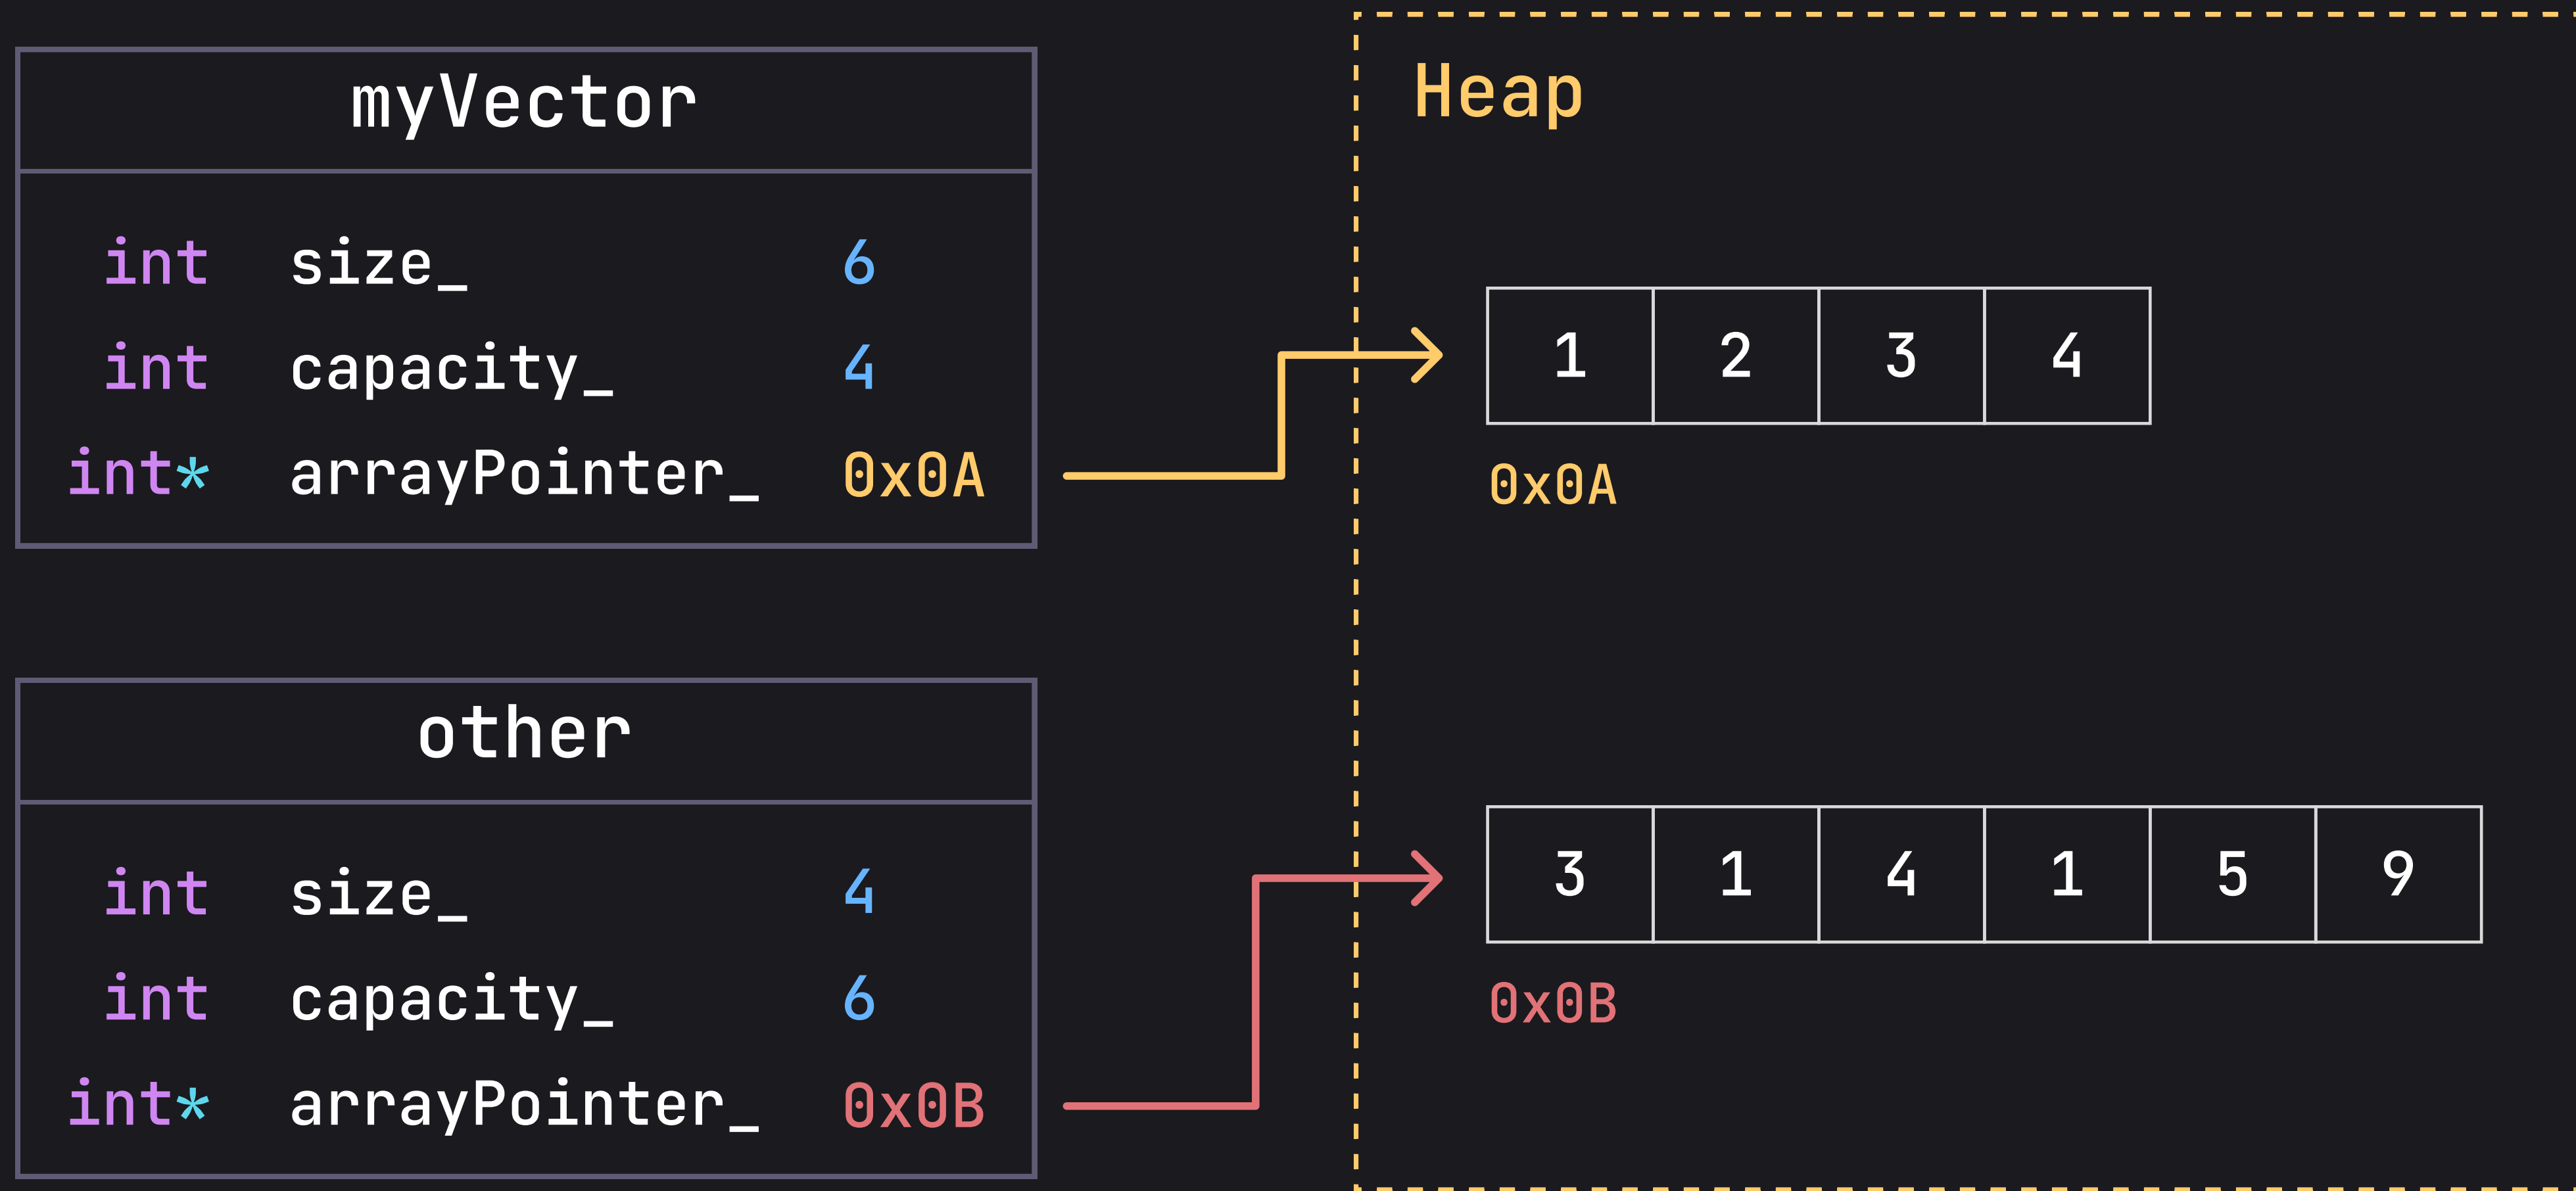 myVector
int size_ 6
int capacity_ 4
int* arrayPointer_ 0x0A
other
int size_ 4
int capacity_ 6
int* arrayPointer_ 0x0B
Heap
1 2 3 4
0x0A
3 1 4 1 5 9
0x0B